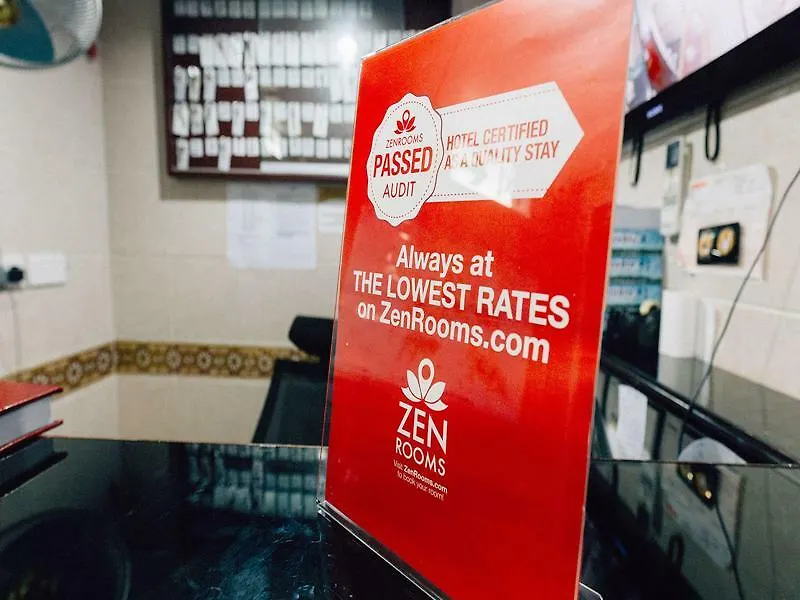 ZENROOMS
PASSED
AUDIT
HOTEL CERTIFIED
AS A QUALITY STAY
Always at
THE LOWEST RATES
on ZenRooms.com
ZEN
ROOMS
Visit ZenRooms.com
to book your room!